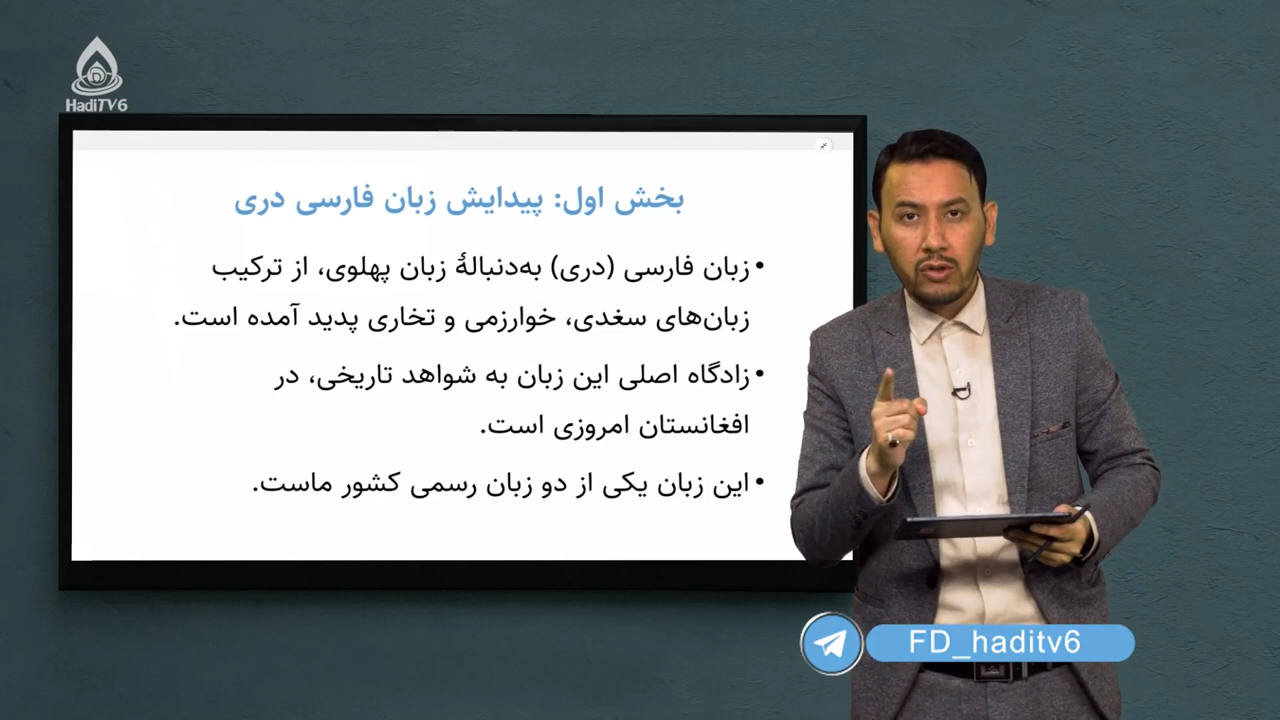 HadiTV6
بخش اول: پیدایش زبان فارسی دری
• زبان فارسی (دری) به‌دنبالهٔ زبان پهلوی، از ترکیب
زبان‌های سغدی، خوارزمی و تخاری پدید آمده است.
• زادگاه اصلی این زبان به شواهد تاریخی، در
افغانستان امروزی است.
• این زبان یکی از دو زبان رسمی کشور ماست.
FD_haditv6